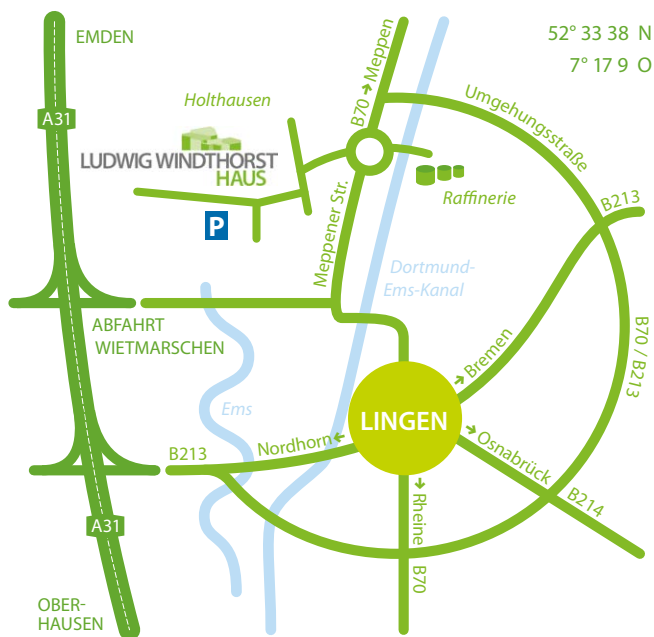 EMDEN
52° 33 38 N
7° 17 9 O
A31
Holthausen
B70 → Meppen
Umgehungsstraße
LUDWIG WINDTHORST
HAUS
Raffinerie
B213
P
Meppener Str.
Dortmund-
Ems-Kanal
ABFAHRT
WIETMARSCHEN
B70 / B213
→ Bremen
Ems
LINGEN
B213
Nordhorn ←
→ Osnabrück
B214
→ Rheine
B70
A31
OBER-
HAUSEN